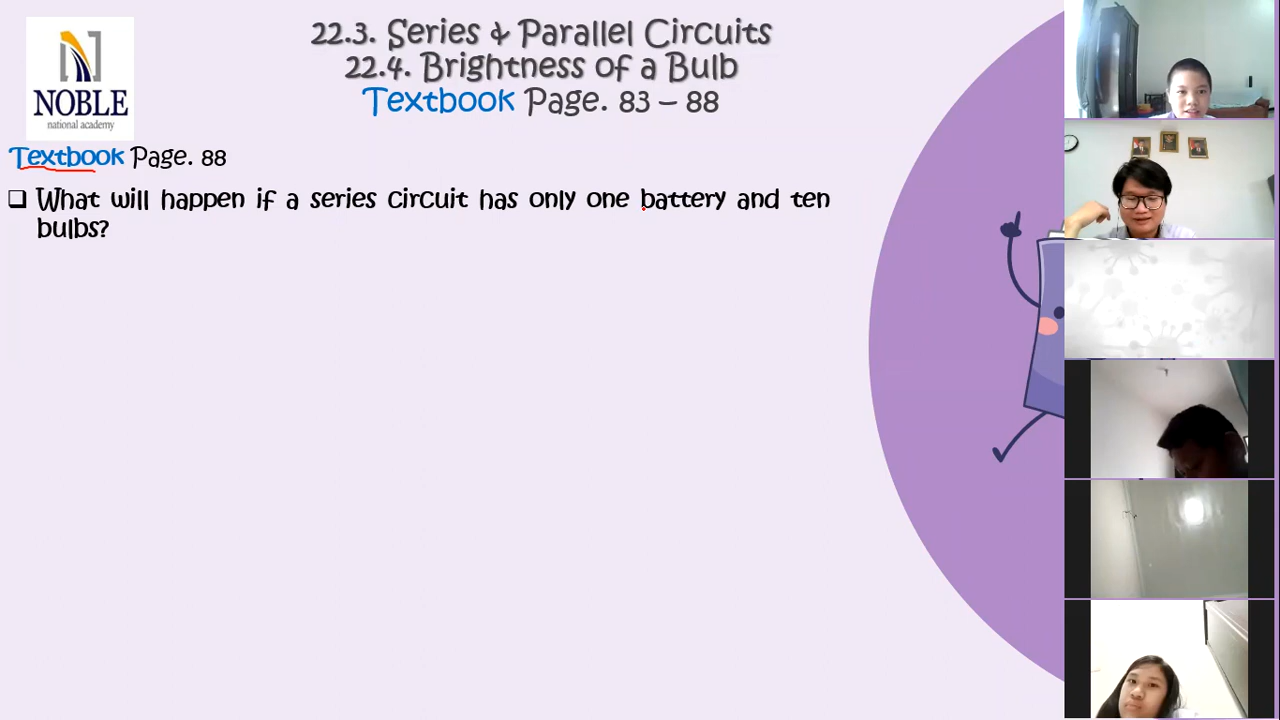 22.3. Series & Parallel Circuits
22.4. Brightness of a Bulb
Textbook Page. 83 – 88
NOBLE
national academy
Textbook Page. 88
What will happen if a series circuit has only one battery and ten
bulbs?